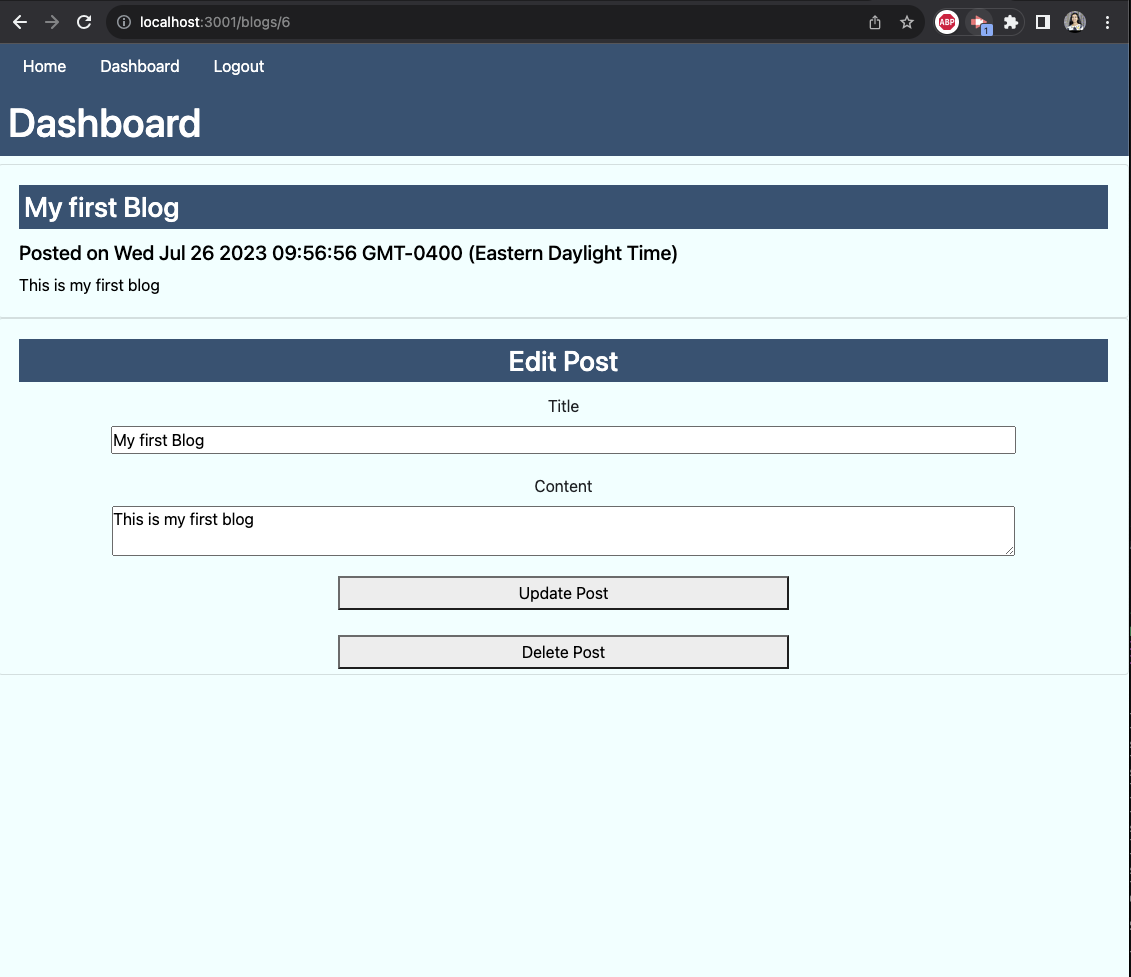 localhost:3001/blogs/6
ABP
1
Home Dashboard Logout
Dashboard
My first Blog
Posted on Wed Jul 26 2023 09:56:56 GMT-0400 (Eastern Daylight Time)
This is my first blog
Edit Post
Title
My first Blog
Content
This is my first blog
Update Post
Delete Post